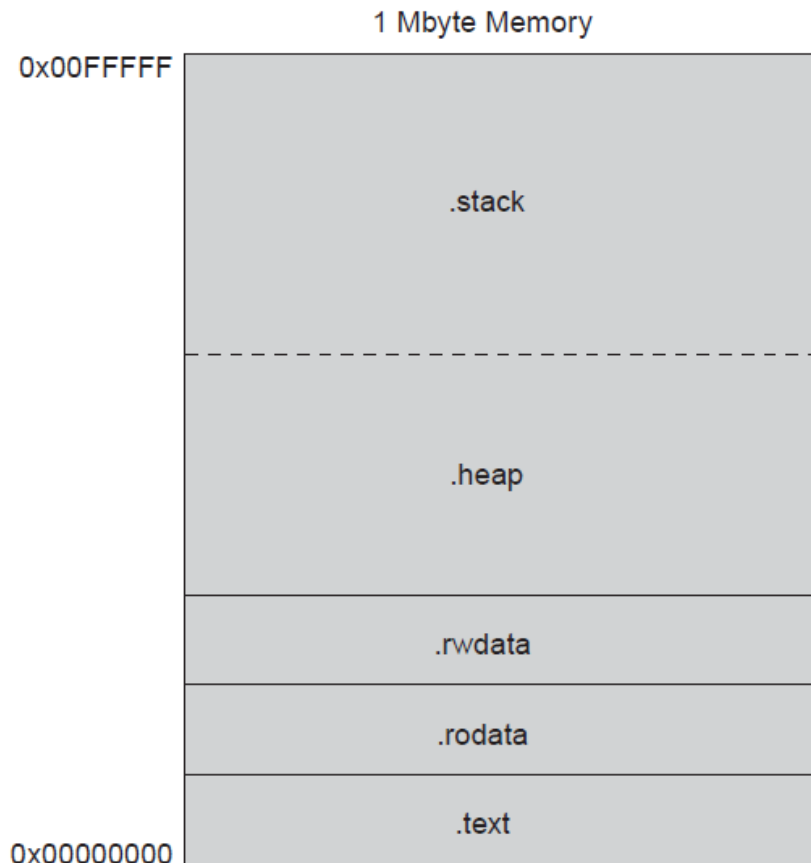 1 Mbyte Memory
0x00FFFFF
.stack
.heap
.rwdata
.rodata
.text
0x00000000